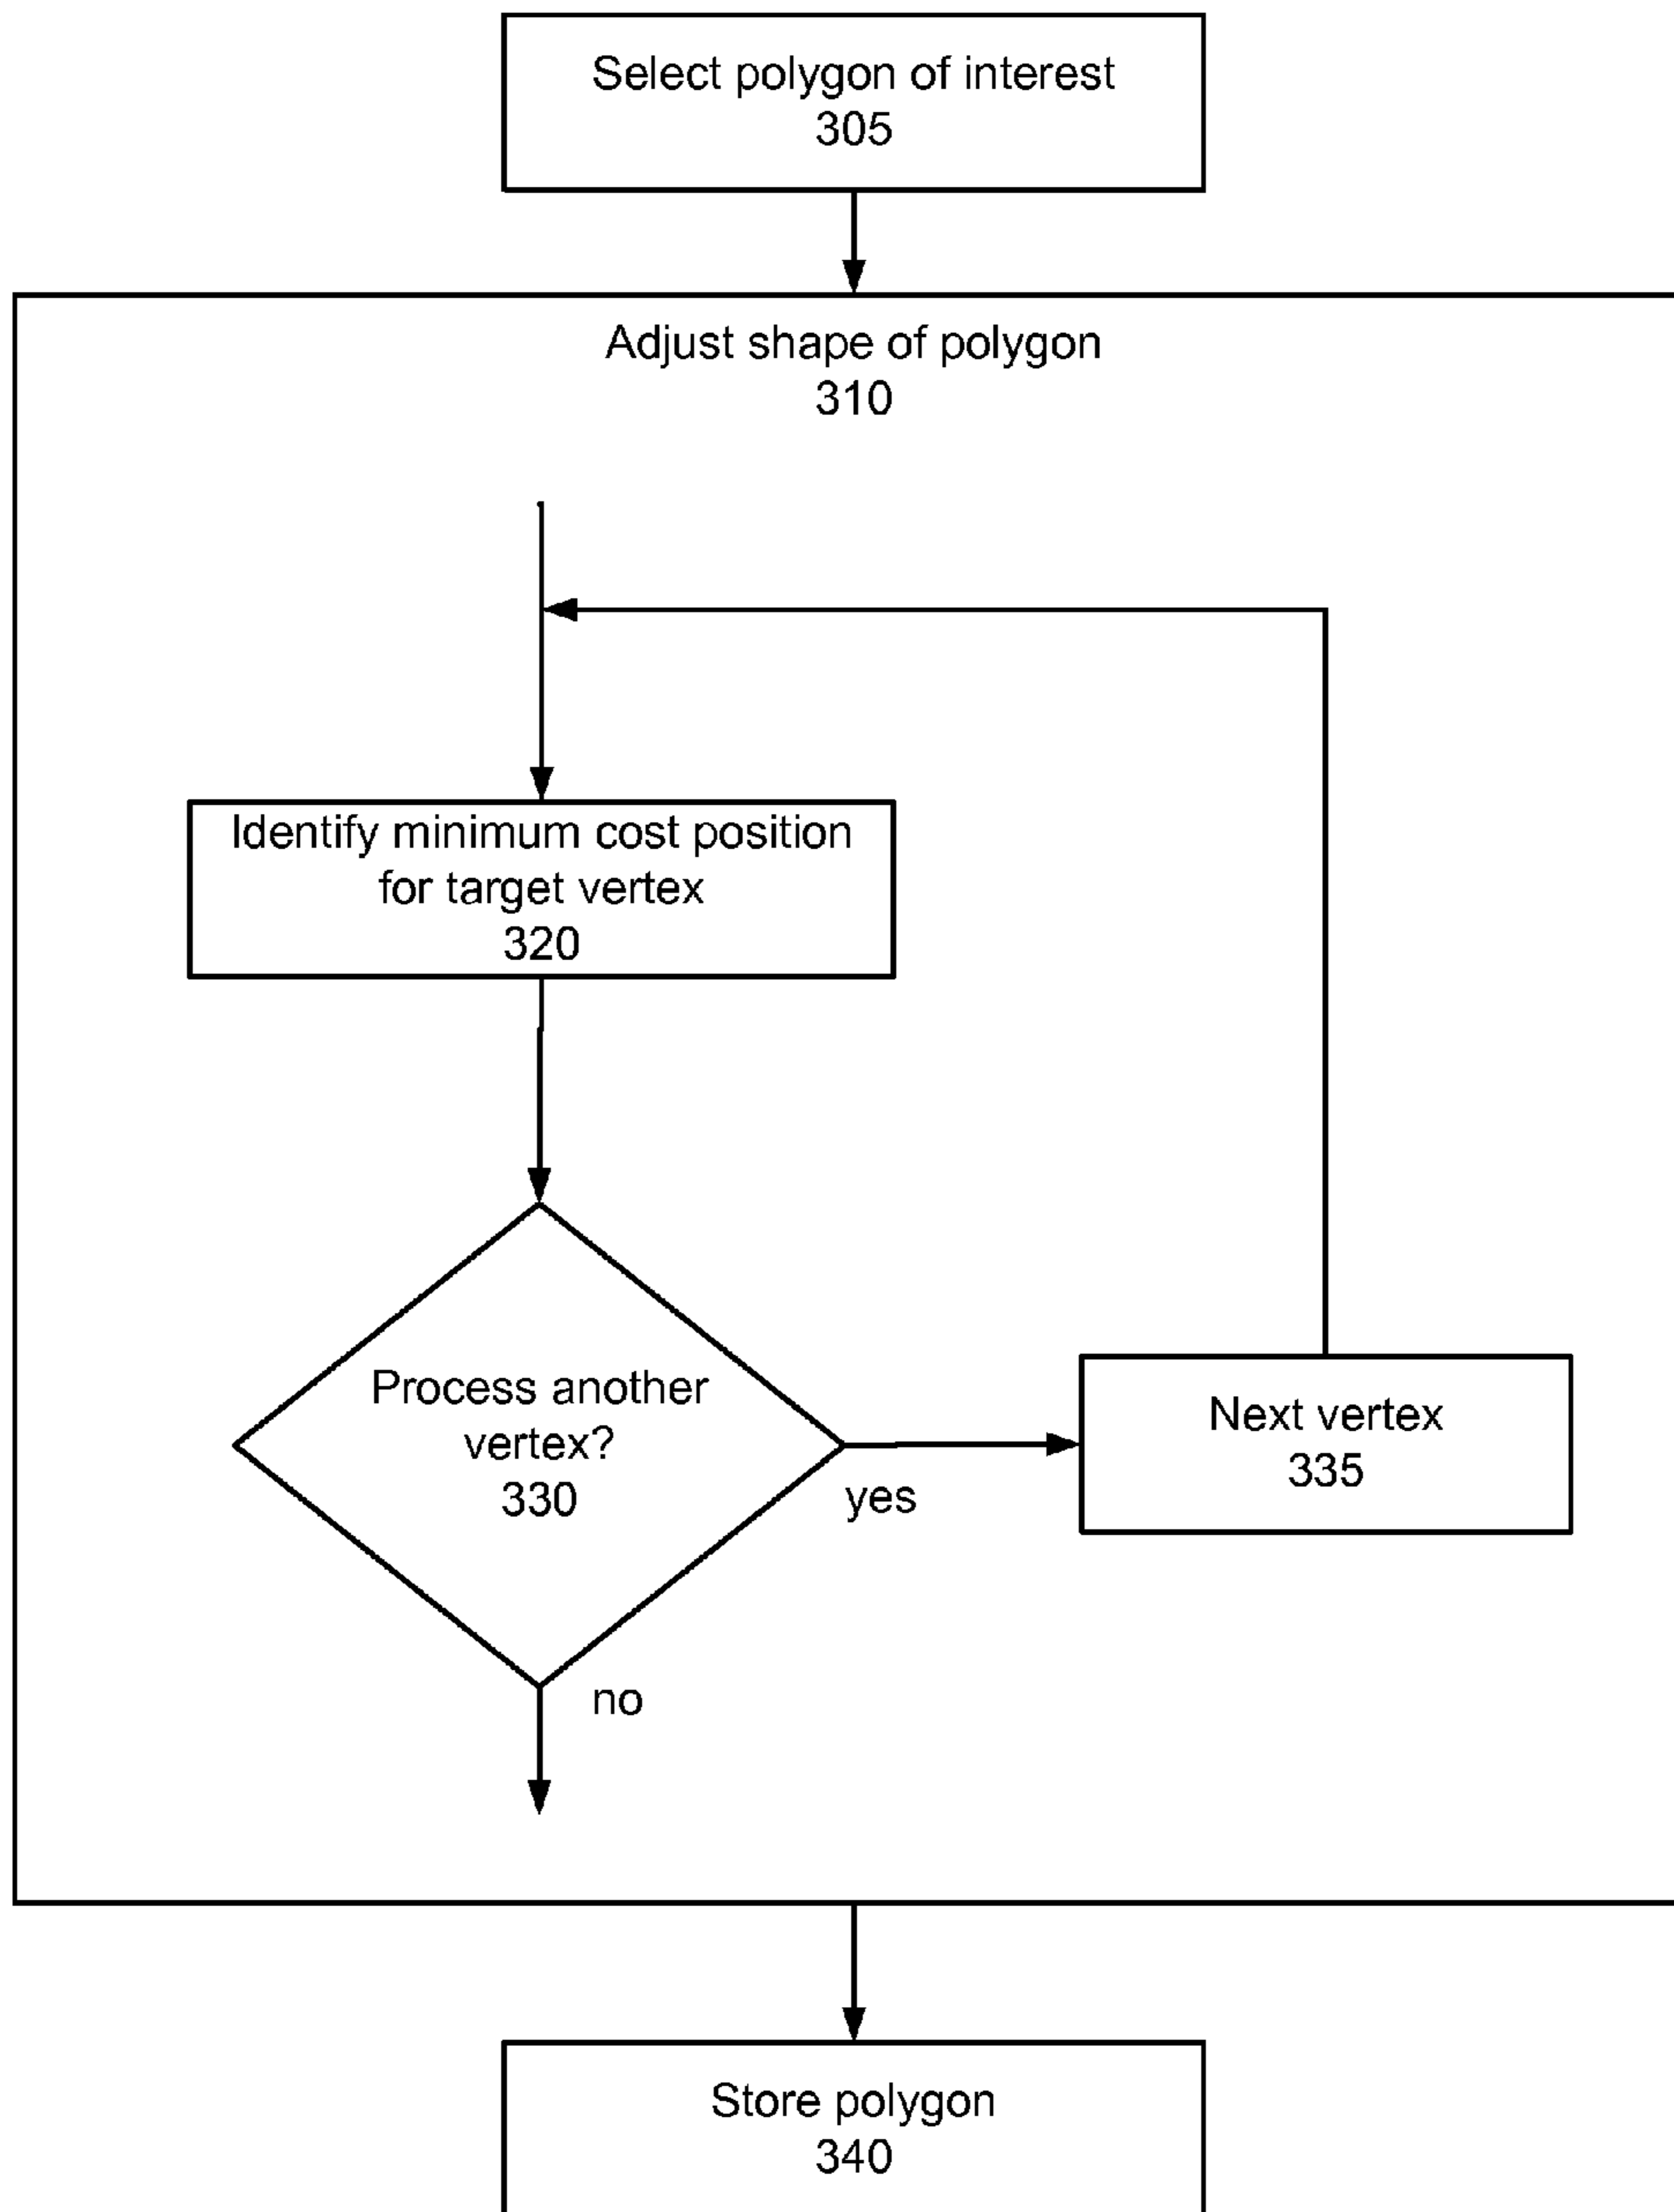 Select polygon of interest
305
Adjust shape of polygon
310
Identify minimum cost position
for target vertex
320
Process another
vertex?
330
yes
Next vertex
335
no
Store polygon
340